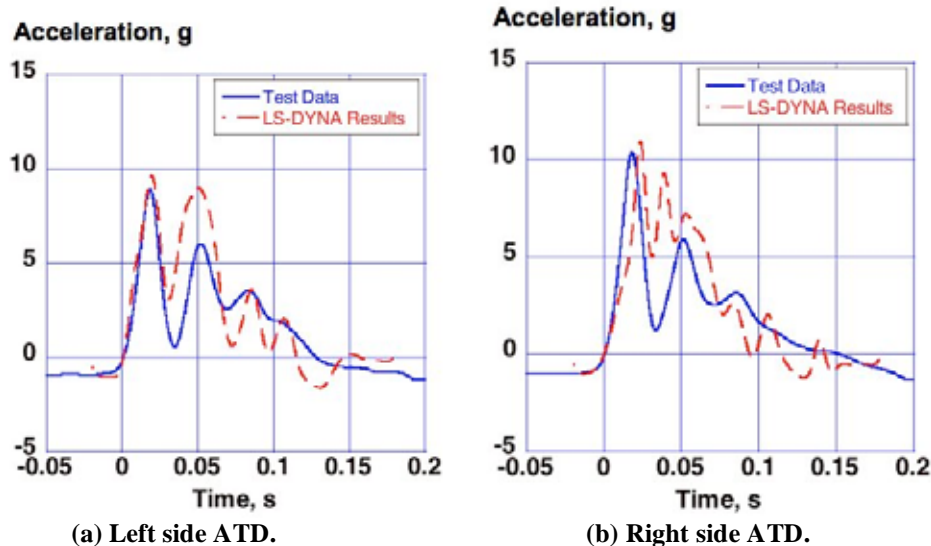 Acceleration, g
15
10
5
0
-5
-0.05 0 0.05 0.1 0.15 0.2
Time, s
Test Data
LS-DYNA Results
(a) Left side ATD.
Acceleration, g
15
10
5
0
-5
-0.05 0 0.05 0.1 0.15 0.2
Time, s
Test Data
LS-DYNA Results
(b) Right side ATD.